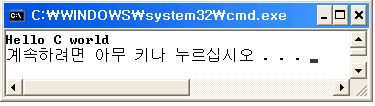 C:₩WINDOWS₩system32₩cmd.exe
Hello C world
계속하려면 아무 키나 누르십시오 . . .